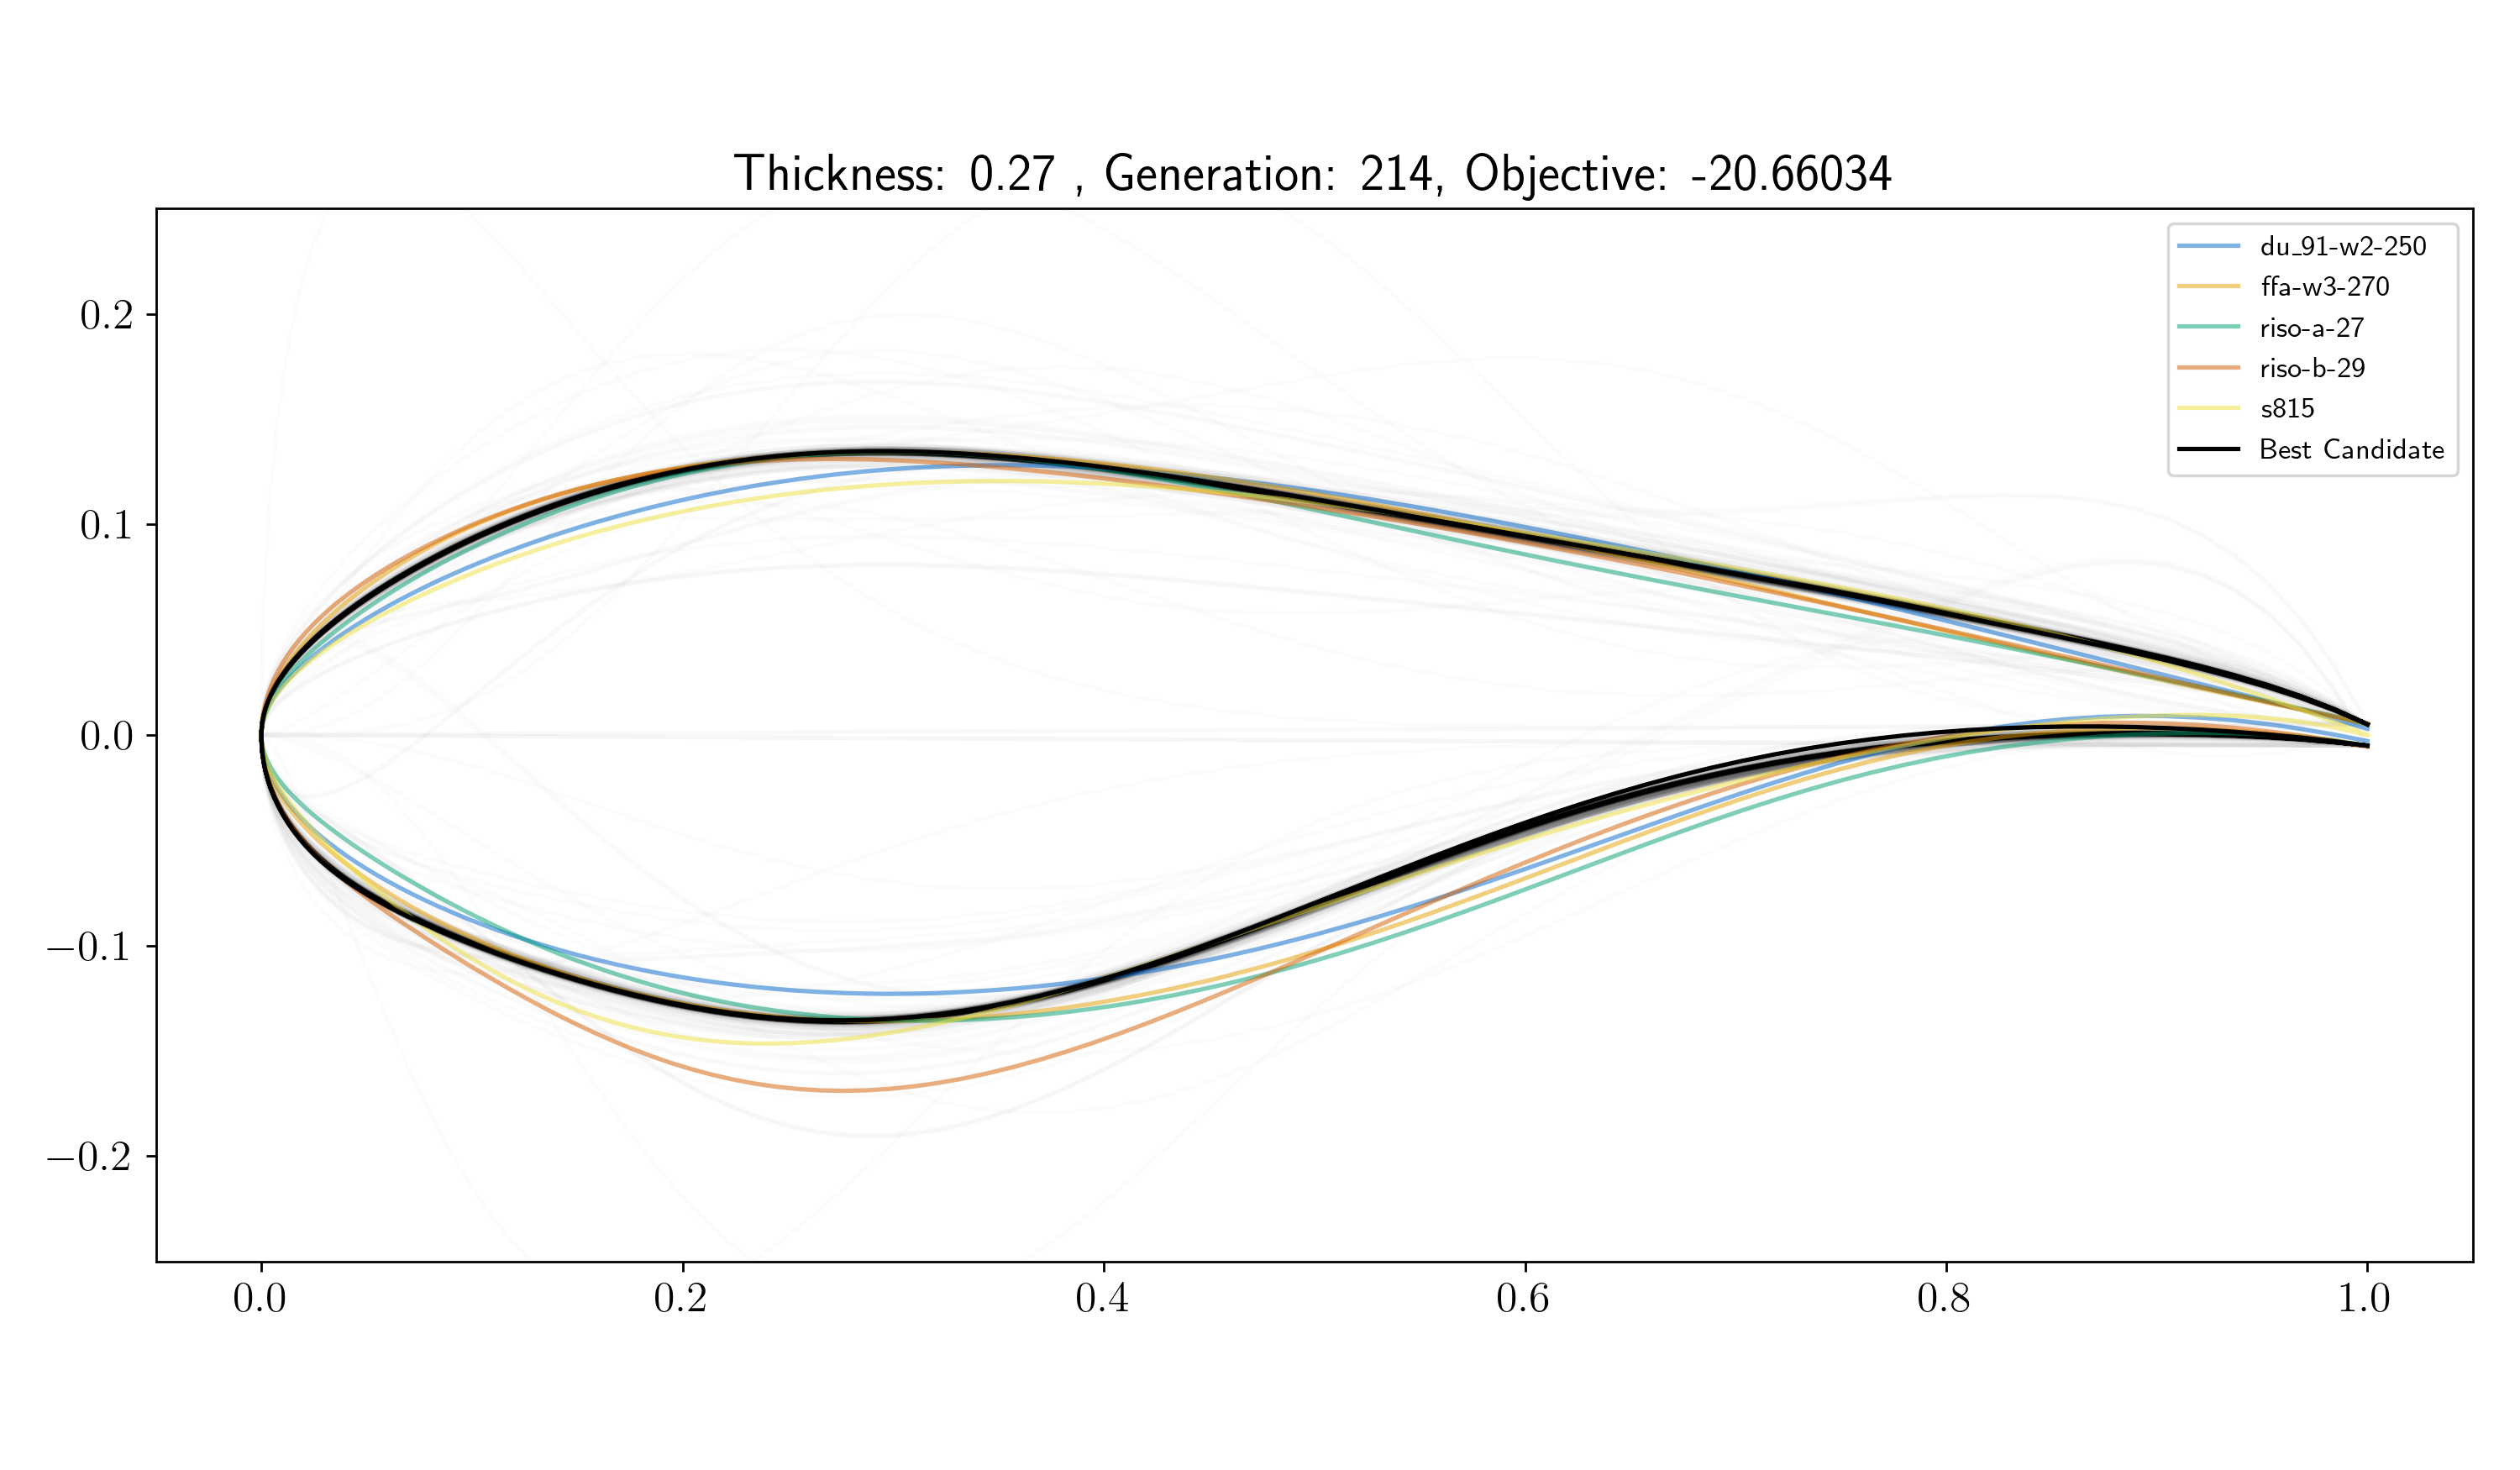 Thickness: 0.27 , Generation: 214, Objective: -20.66034
du_91-w2-250
ffa-w3-270
riso-a-27
riso-b-29
s815
Best Candidate
0.2
0.1
0.0
−0.1
−0.2
0.0 0.2 0.4 0.6 0.8 1.0